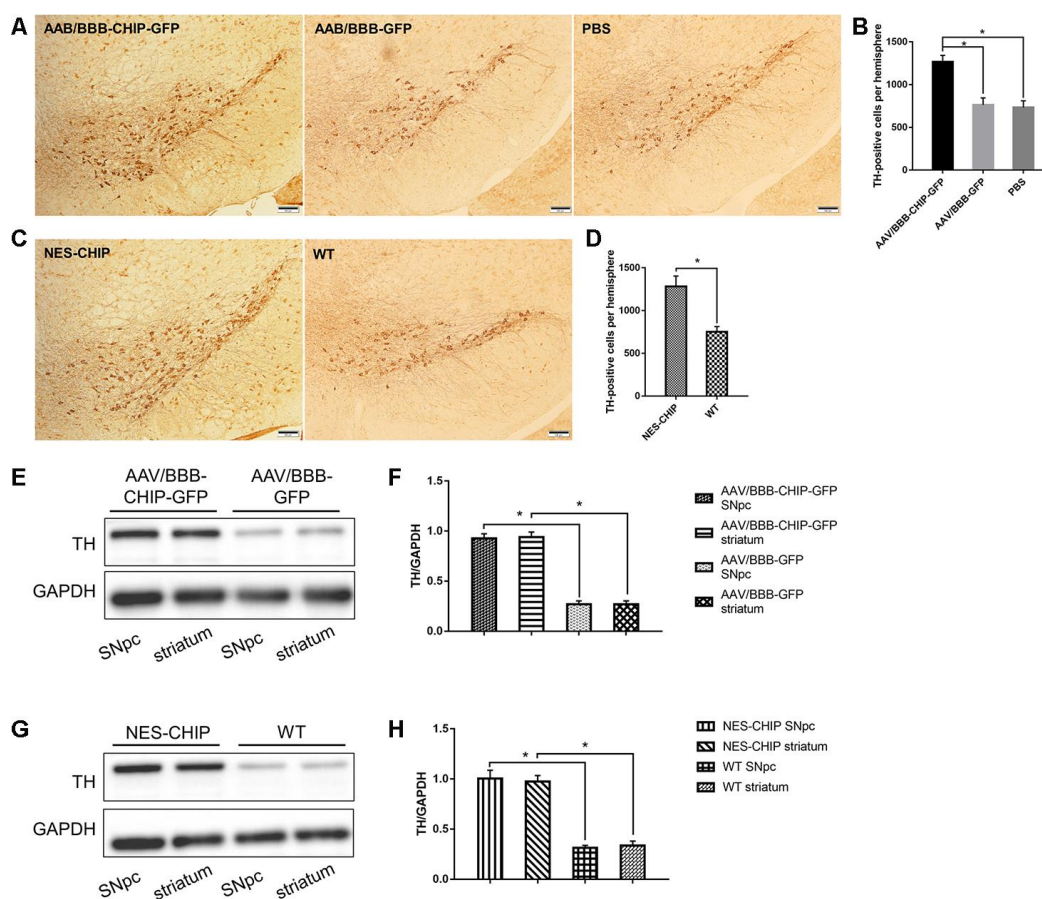 A
AAB/BBB-CHIP-GFP
AAB/BBB-GFP
PBS
B
TH-positive cells per hemisphere
1500
1000
500
0
*
*
AAV/BBB-CHIP-GFP
AAV/BBB-GFP
PBS
C
NES-CHIP
WT
D
TH-positive cells per hemisphere
1500
1000
500
0
*
NES-CHIP
WT
E
AAV/BBB-
CHIP-GFP
AAV/BBB-
GFP
TH
GAPDH
SNpc
striatum
SNpc
striatum
F
TH/GAPDH
1.5
1.0
0.5
0.0
*
*
AAV/BBB-CHIP-GFP
SNpc
AAV/BBB-CHIP-GFP
striatum
AAV/BBB-GFP
SNpc
AAV/BBB-GFP
striatum
G
NES-CHIP
WT
TH
GAPDH
SNpc
striatum
SNpc
striatum
H
TH/GAPDH
1.5
1.0
0.5
0.0
*
*
NES-CHIP SNpc
NES-CHIP striatum
WT SNpc
WT striatum